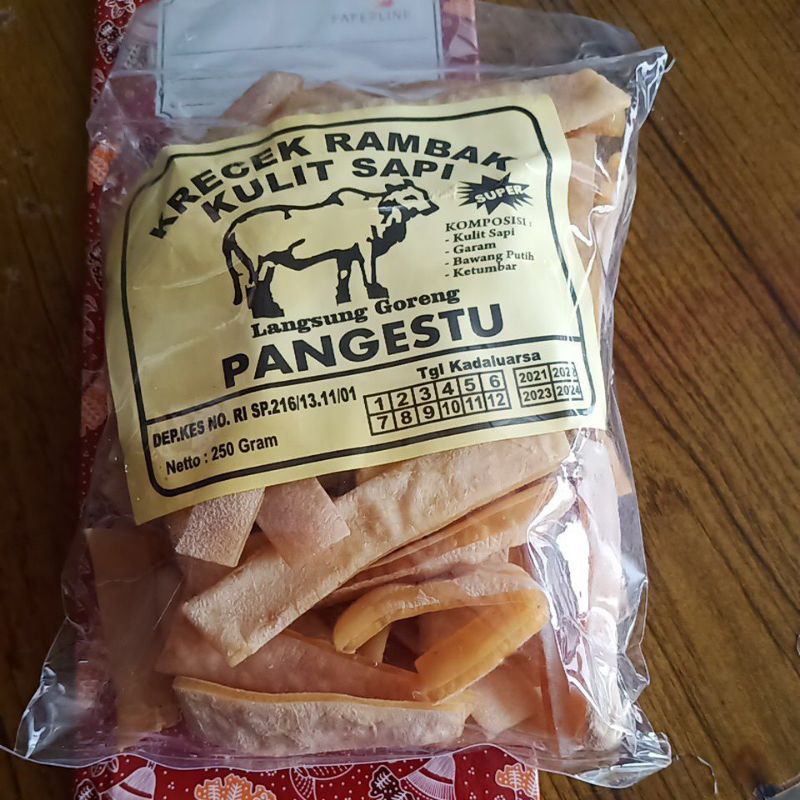 PAPERLINE
KRECEK RAMBAK
KULIT SAPI
SUPER
KOMPOSISI :
- Kulit Sapi
- Garam
- Bawang Putih
- Ketumbar
Langsung Goreng
PANGESTU
DEP.KES NO. RI SP.216/13.11/01
Netto : 250 Gram
Tgl Kadaluarsa
1 2 3 4 5 6
7 8 9 10 11 12
2021 2022
2023 2024